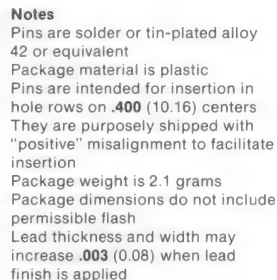 Notes
Pins are solder or tin-plated alloy
42 or equivalent
Package material is plastic
Pins are intended for insertion in
hole rows on .400 (10.16) centers
They are purposely shipped with
"positive" misalignment to facilitate
insertion
Package weight is 2.1 grams
Package dimensions do not include
permissible flash
Lead thickness and width may
increase .003 (0.08) when lead
finish is applied